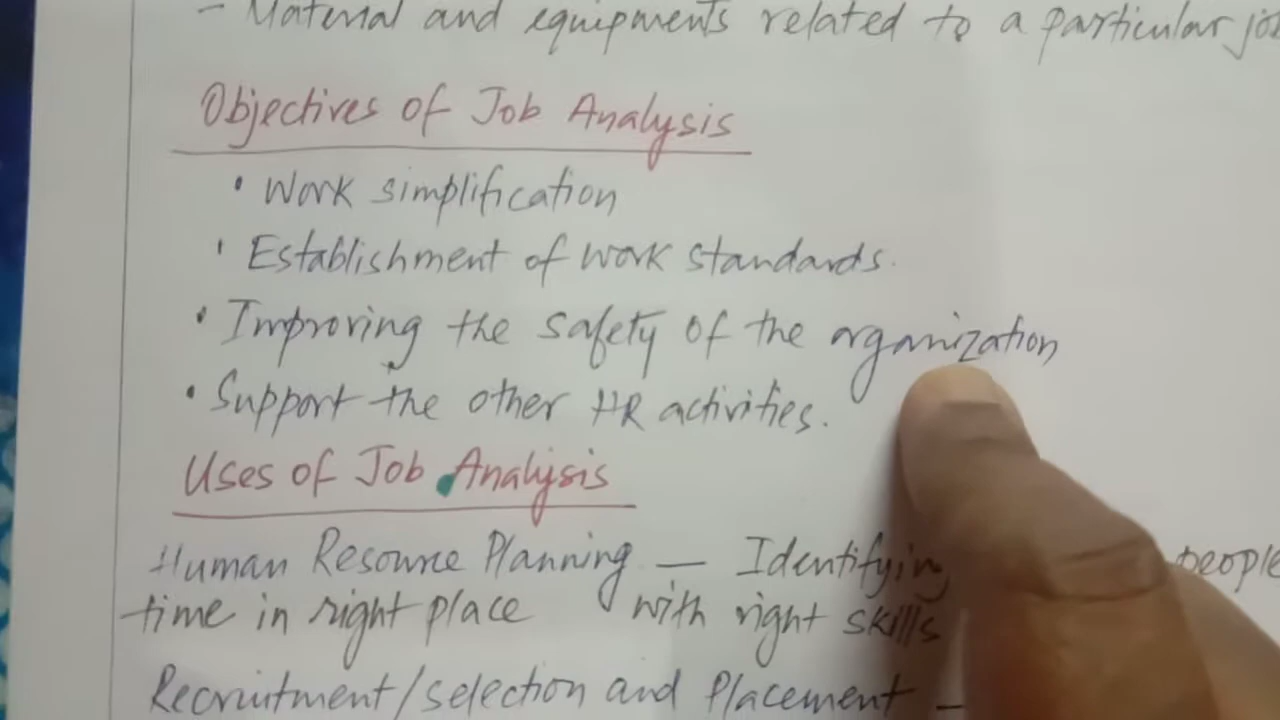 - Material and equipments related to a particular
Objectives of Job Analysis
• Work simplification
• Establishment of work standards.
• Improving the safety of the organization
• Support the other HR activities.
Uses of Job Analysis
Human Resource Planning — Identifying people
time in right place with right skills
Recruitment/selection and Placement -